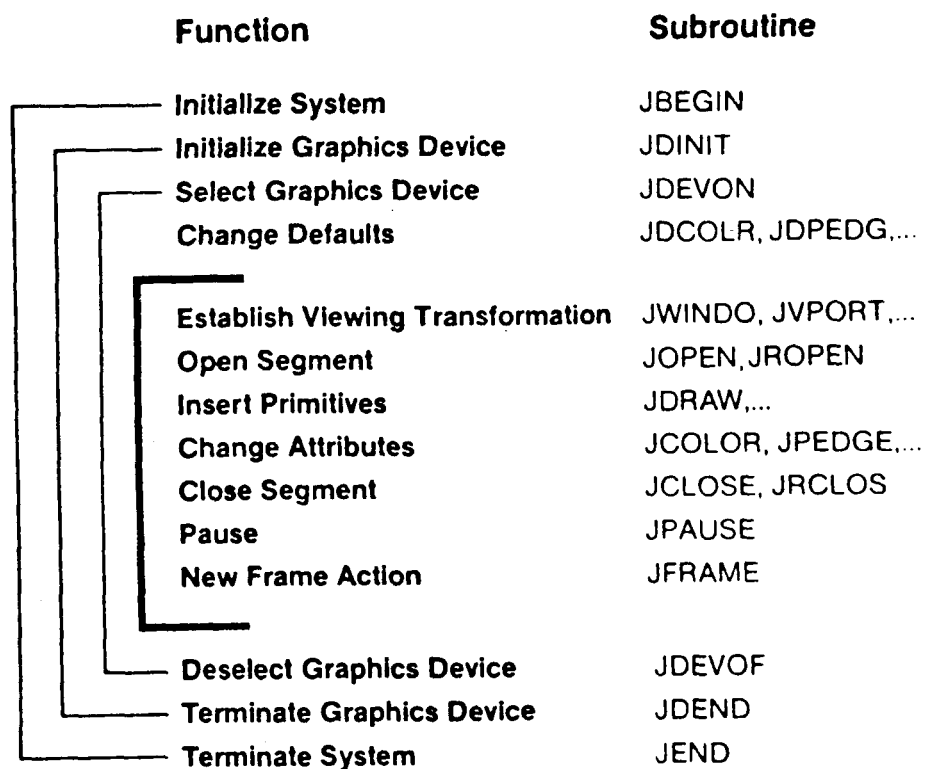 Function Subroutine
Initialize System JBEGIN
Initialize Graphics Device JDINIT
Select Graphics Device JDEVON
Change Defaults JDCOLR, JDPEDG,...
Establish Viewing Transformation JWINDO, JVPORT,...
Open Segment JOPEN, JROPEN
Insert Primitives JDRAW,...
Change Attributes JCOLOR, JPEDGE,...
Close Segment JCLOSE, JRCLOS
Pause JPAUSE
New Frame Action JFRAME
Deselect Graphics Device JDEVOF
Terminate Graphics Device JDEND
Terminate System JEND